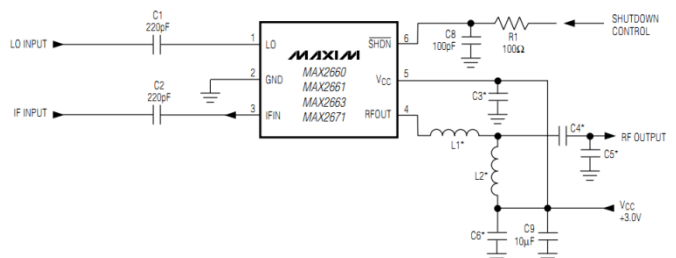 C1
220pF
LO INPUT
1
LO
C2
220pF
IF INPUT
2
GND
3
IFIN
MAXIM
MAX2660
MAX2661
MAX2663
MAX2671
SHDN
6
VCC
5
RFOUT
4
C8
100pF
R1
100Ω
SHUTDOWN
CONTROL
C3*
L1*
C4*
RF OUTPUT
C5*
L2*
VCC
+3.0V
C6*
C9
10µF